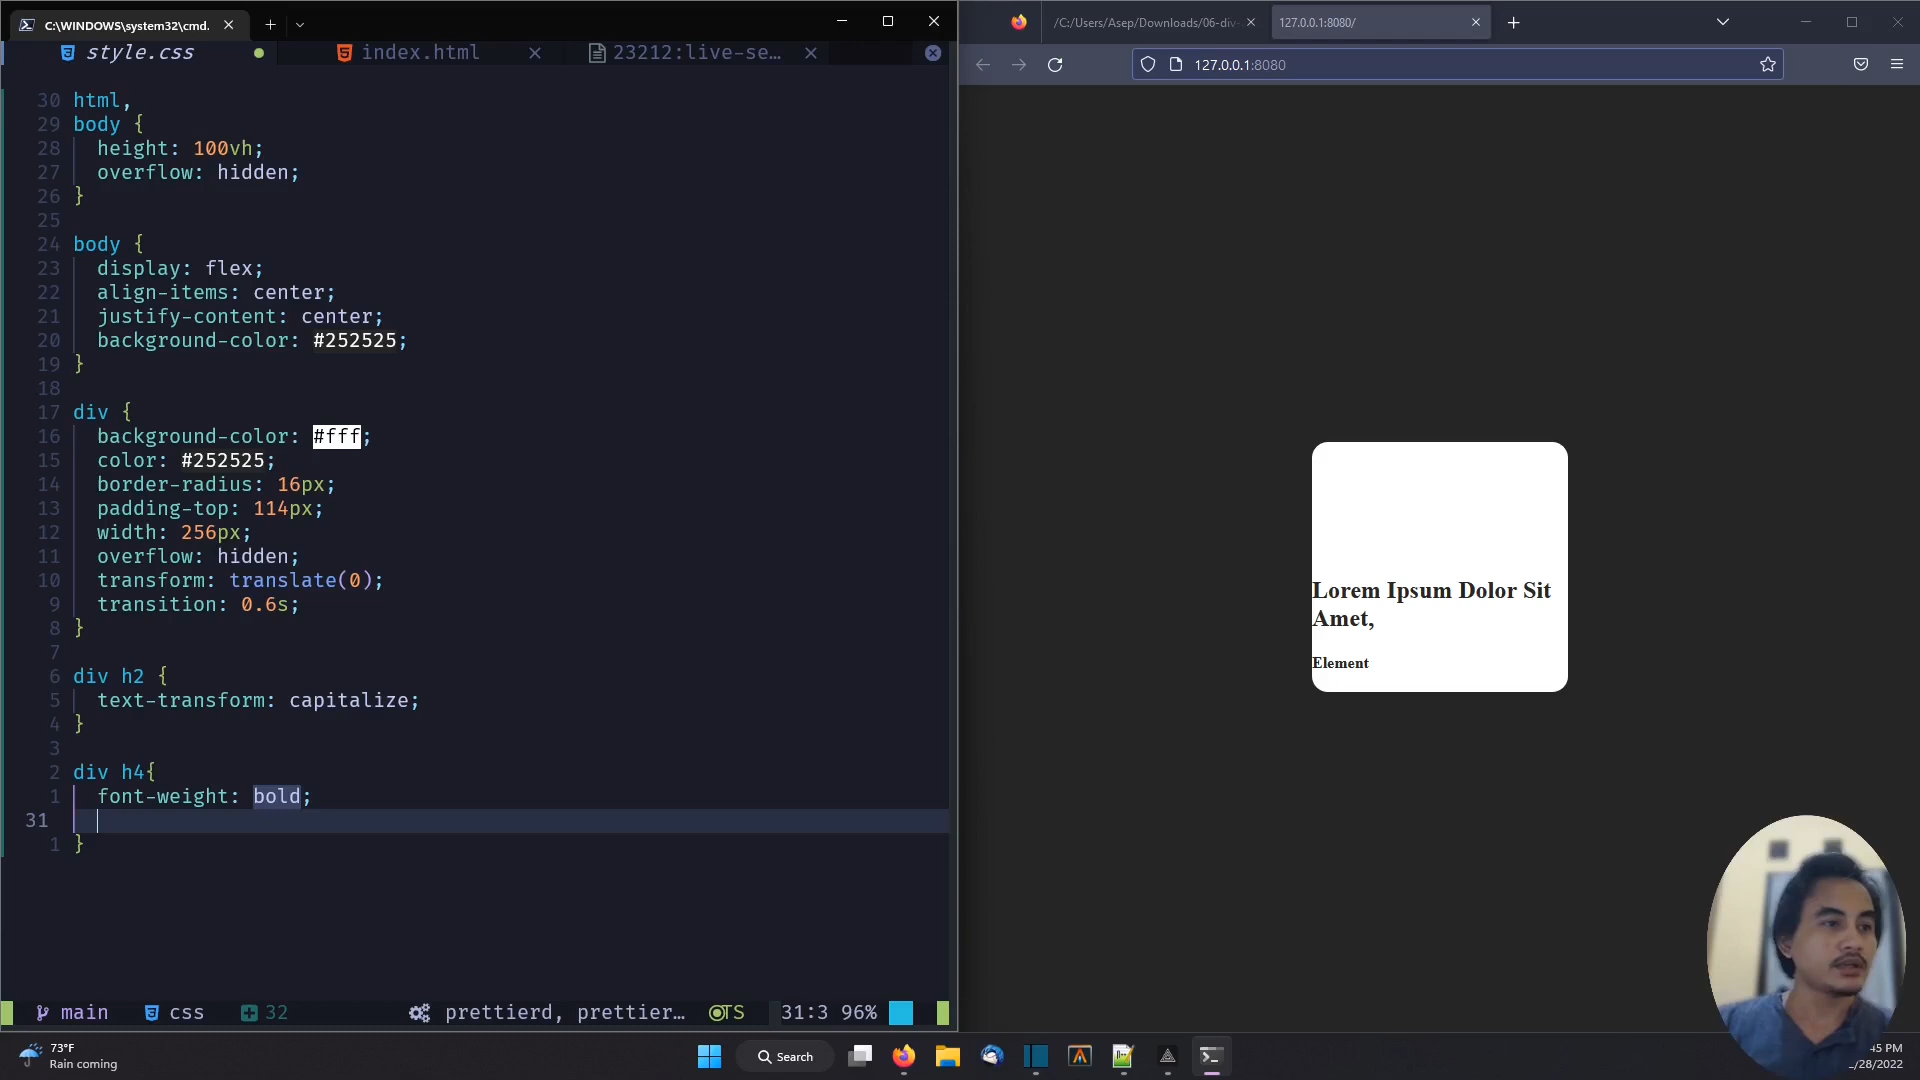 C:\WINDOWS\system32\cmd.
style.css
index.html
23212:live-se...
30 html,
29 body {
28 height: 100vh;
27 overflow: hidden;
26 }
25
24 body {
23 display: flex;
22 align-items: center;
21 justify-content: center;
20 background-color: #252525;
19 }
18
17 div {
16 background-color: #fff;
15 color: #252525;
14 border-radius: 16px;
13 padding-top: 114px;
12 width: 256px;
11 overflow: hidden;
10 transform: translate(0);
9 transition: 0.6s;
8 }
7
6 div h2 {
5 text-transform: capitalize;
4 }
3
2 div h4{
1 font-weight: bold;
31
1 }
main css 32 prettierd, prettier... TS 31:3 96%
/C:/Users/Asep/Downloads/06-div-
127.0.0.1:8080/
127.0.0.1:8080
Lorem Ipsum Dolor Sit
Amet,
Element
73°F
Rain coming
Search
45 PM
/28/2022